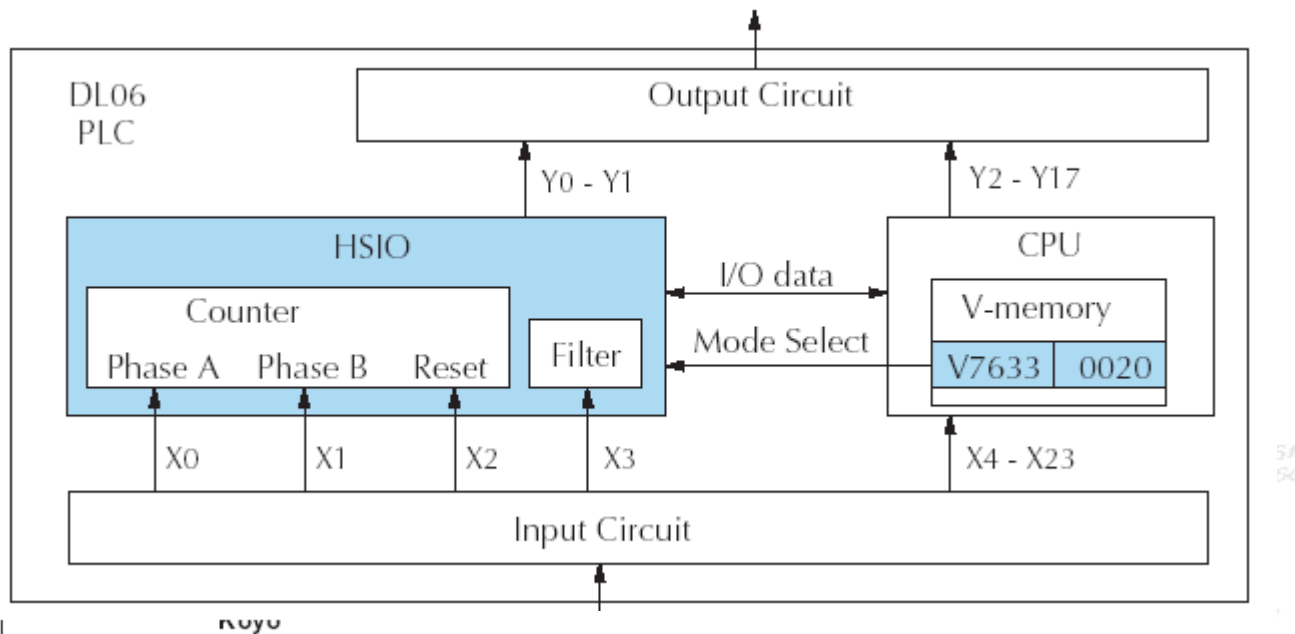 DL06
PLC
Output Circuit
Y0 - Y1
Y2 - Y17
HSIO
CPU
I/O data
Counter
V-memory
Mode Select
Filter
Phase A Phase B Reset
V7633 0020
X0 X1 X2 X3 X4 - X23
Input Circuit